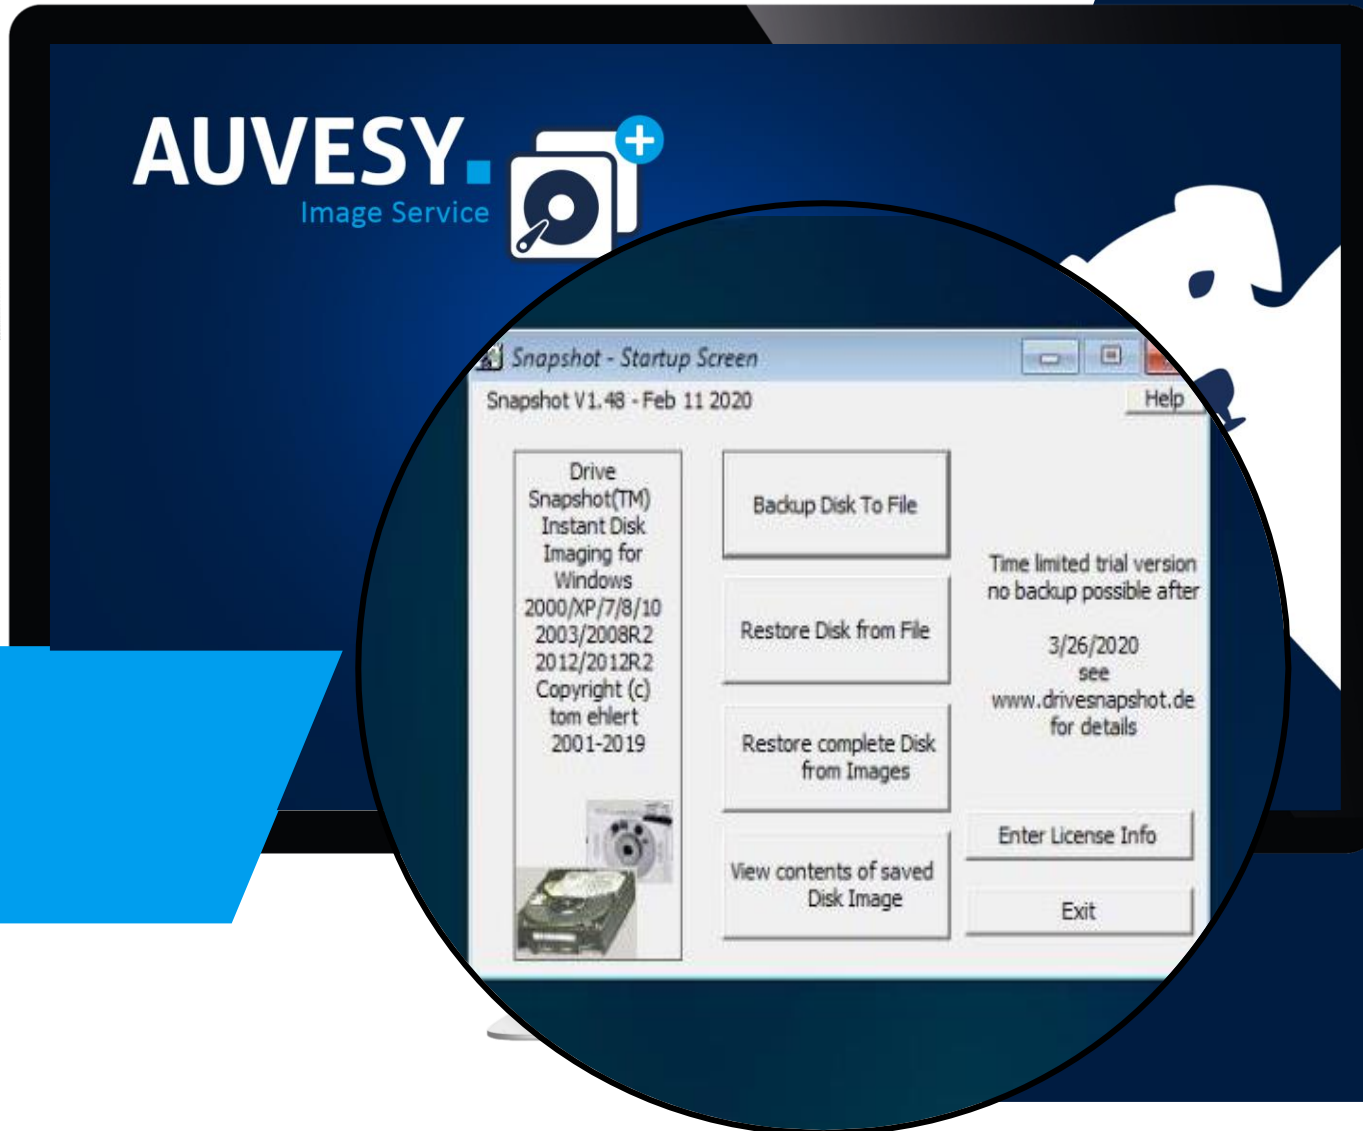 AUVESY.
Image Service
Snapshot - Startup Screen
Snapshot V1.48 - Feb 11 2020
Help
Drive
Snapshot(TM)
Instant Disk
Imaging for
Windows
2000/XP/7/8/10
2003/2008R2
2012/2012R2
Copyright (c)
tom ehlert
2001-2019
Backup Disk To File
Restore Disk from File
Restore complete Disk
from Images
View contents of saved
Disk Image
Time limited trial version
no backup possible after
3/26/2020
see
www.drivesnapshot.de
for details
Enter License Info
Exit